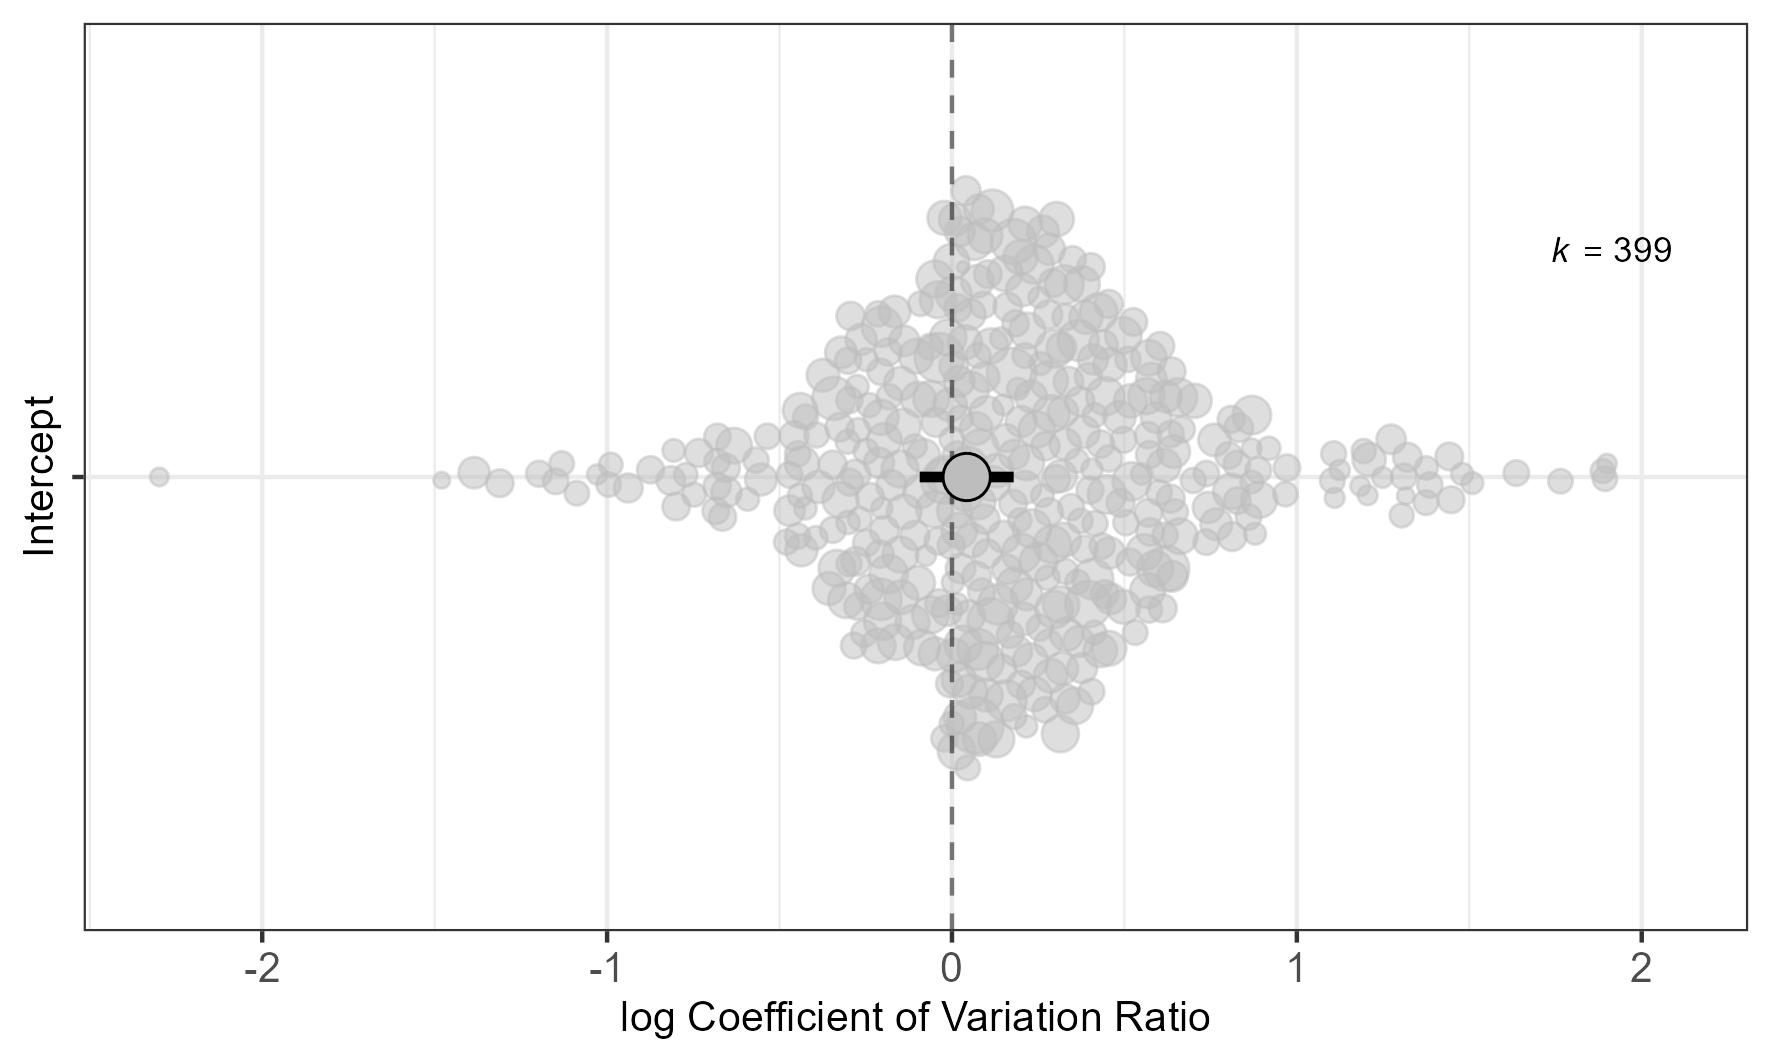 k = 399
Intercept
-2 -1 0 1 2
log Coefficient of Variation Ratio